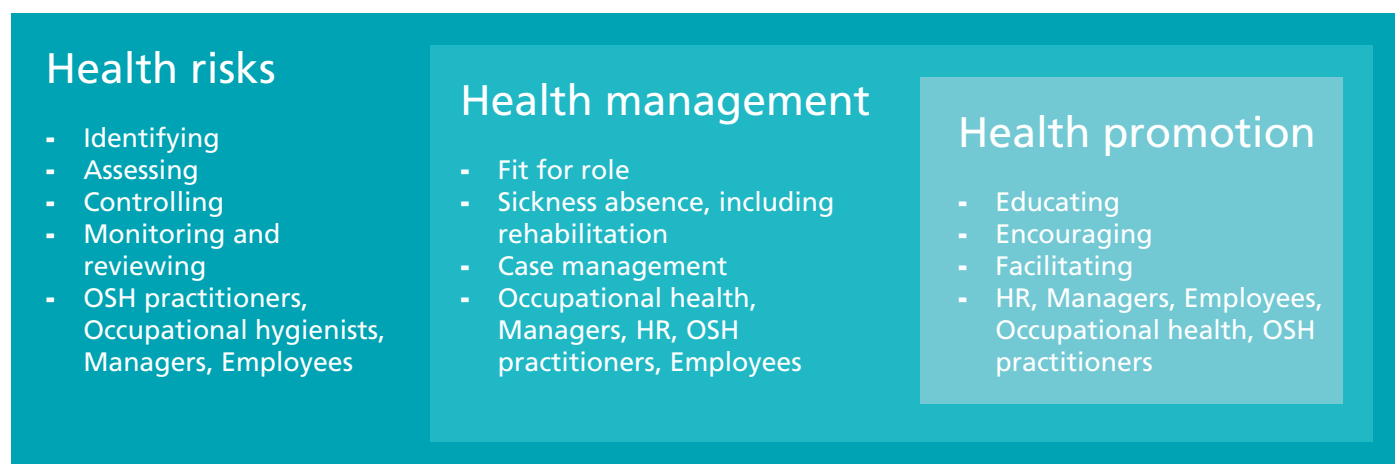 Health risks
- Identifying
- Assessing
- Controlling
- Monitoring and
reviewing
- OSH practitioners,
Occupational hygienists,
Managers, Employees
Health management
- Fit for role
- Sickness absence, including
rehabilitation
- Case management
- Occupational health,
Managers, HR, OSH
practitioners, Employees
Health promotion
- Educating
- Encouraging
- Facilitating
- HR, Managers, Employees,
Occupational health, OSH
practitioners